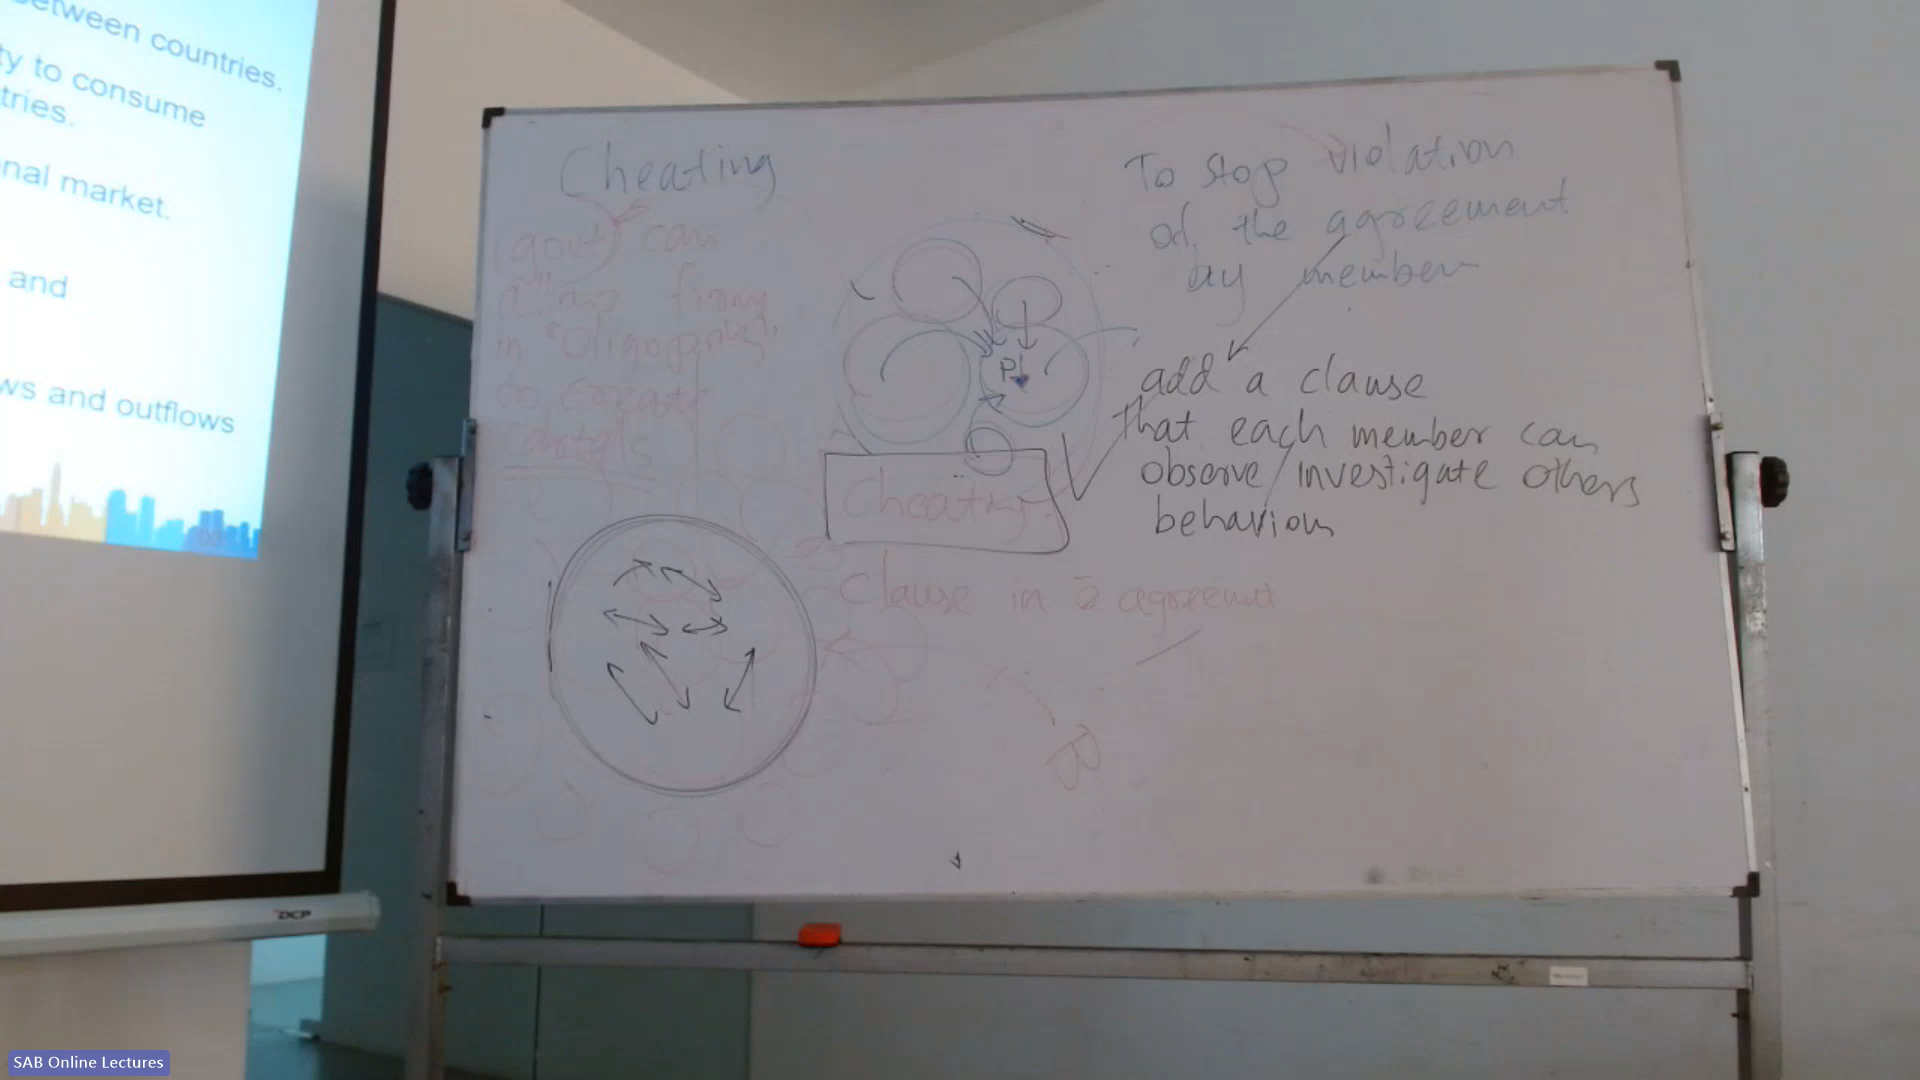 between countries.
ty to consume
tries.
nal market.
and
ws and outflows
DCP
Cheating
(govt) can
allows firms
in "Oligopoly"
to create
cartels
P↓
Cheating
Clause in a agreement
B
To stop violation
of the agreement
by member
add a clause
that each member can
observe/investigate others
behaviour
SAB Online Lectures